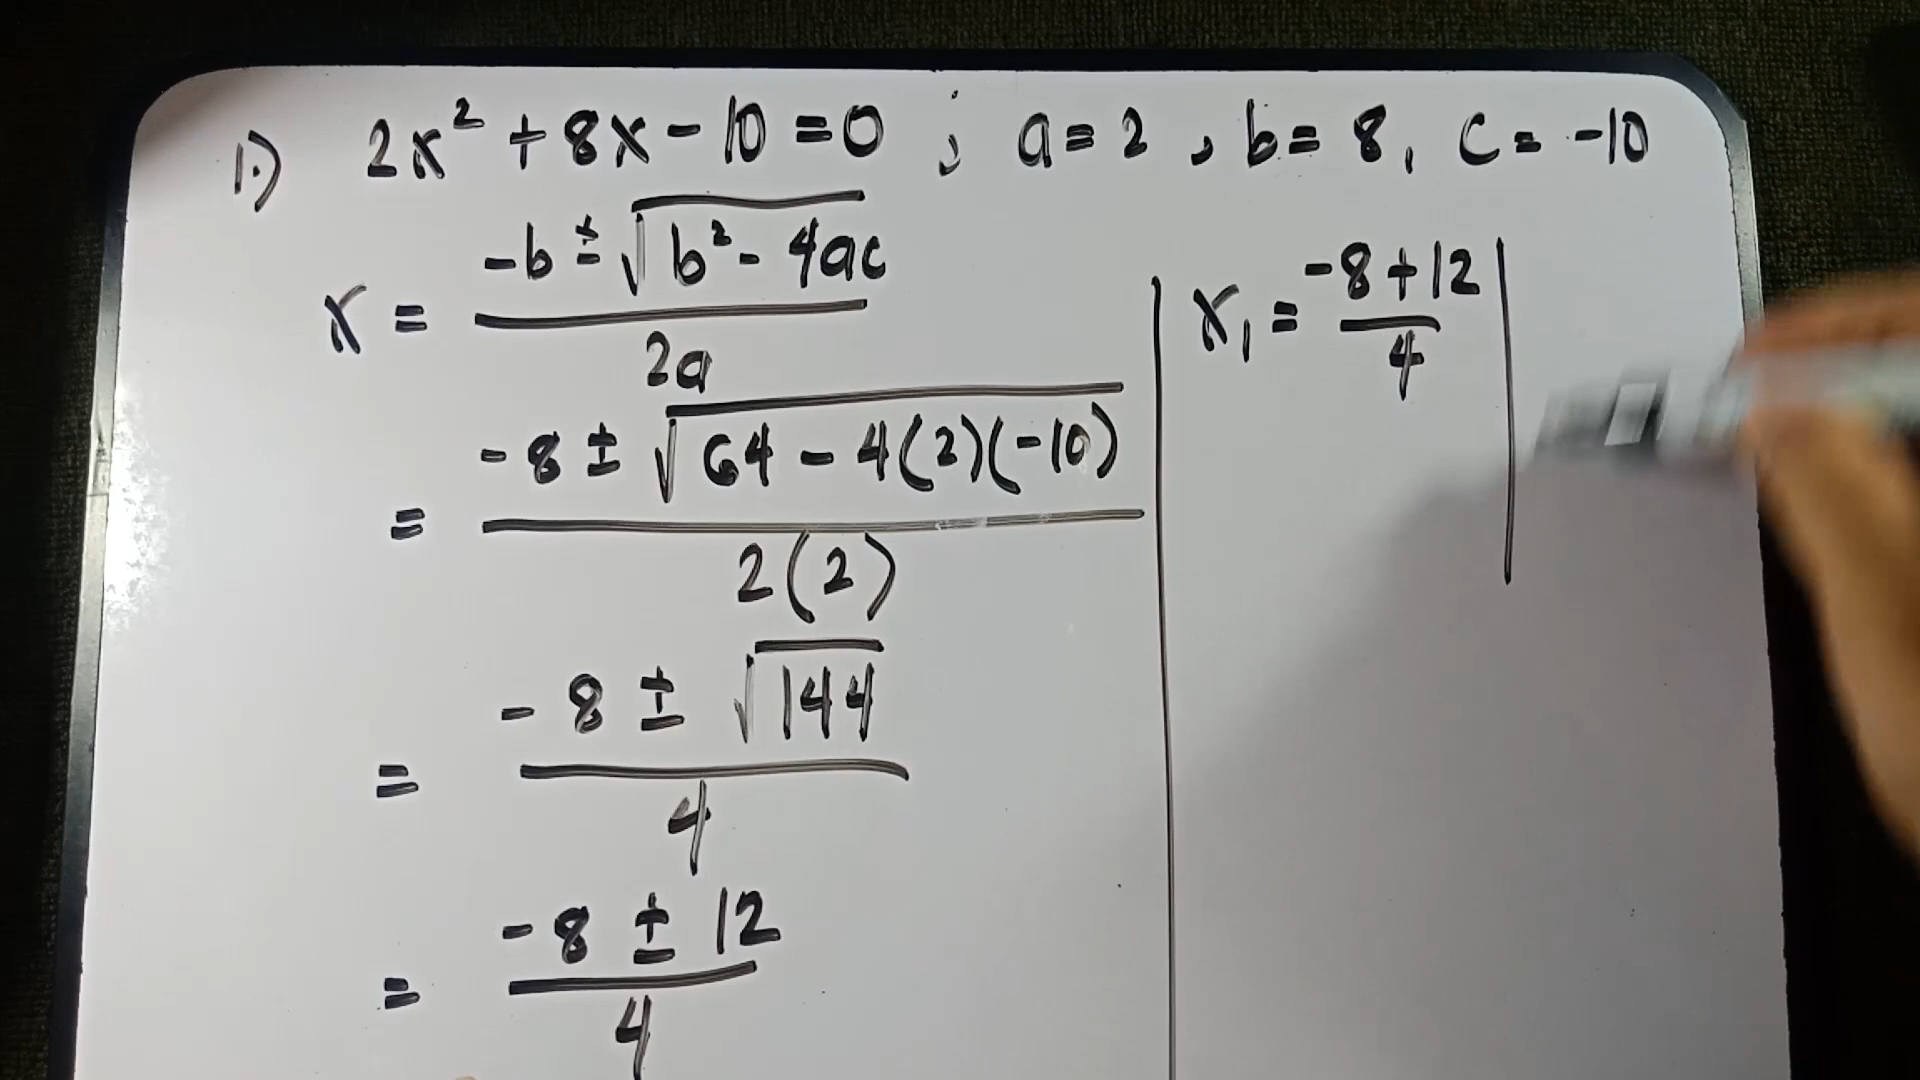 1.) 2x² + 8x - 10 = 0 ; a = 2 , b = 8, c = -10
x = (-b ± √(b² - 4ac)) / 2a
= (-8 ± √(64 - 4(2)(-10))) / 2(2)
= (-8 ± √144) / 4
= (-8 ± 12) / 4
x₁ = (-8 + 12) / 4